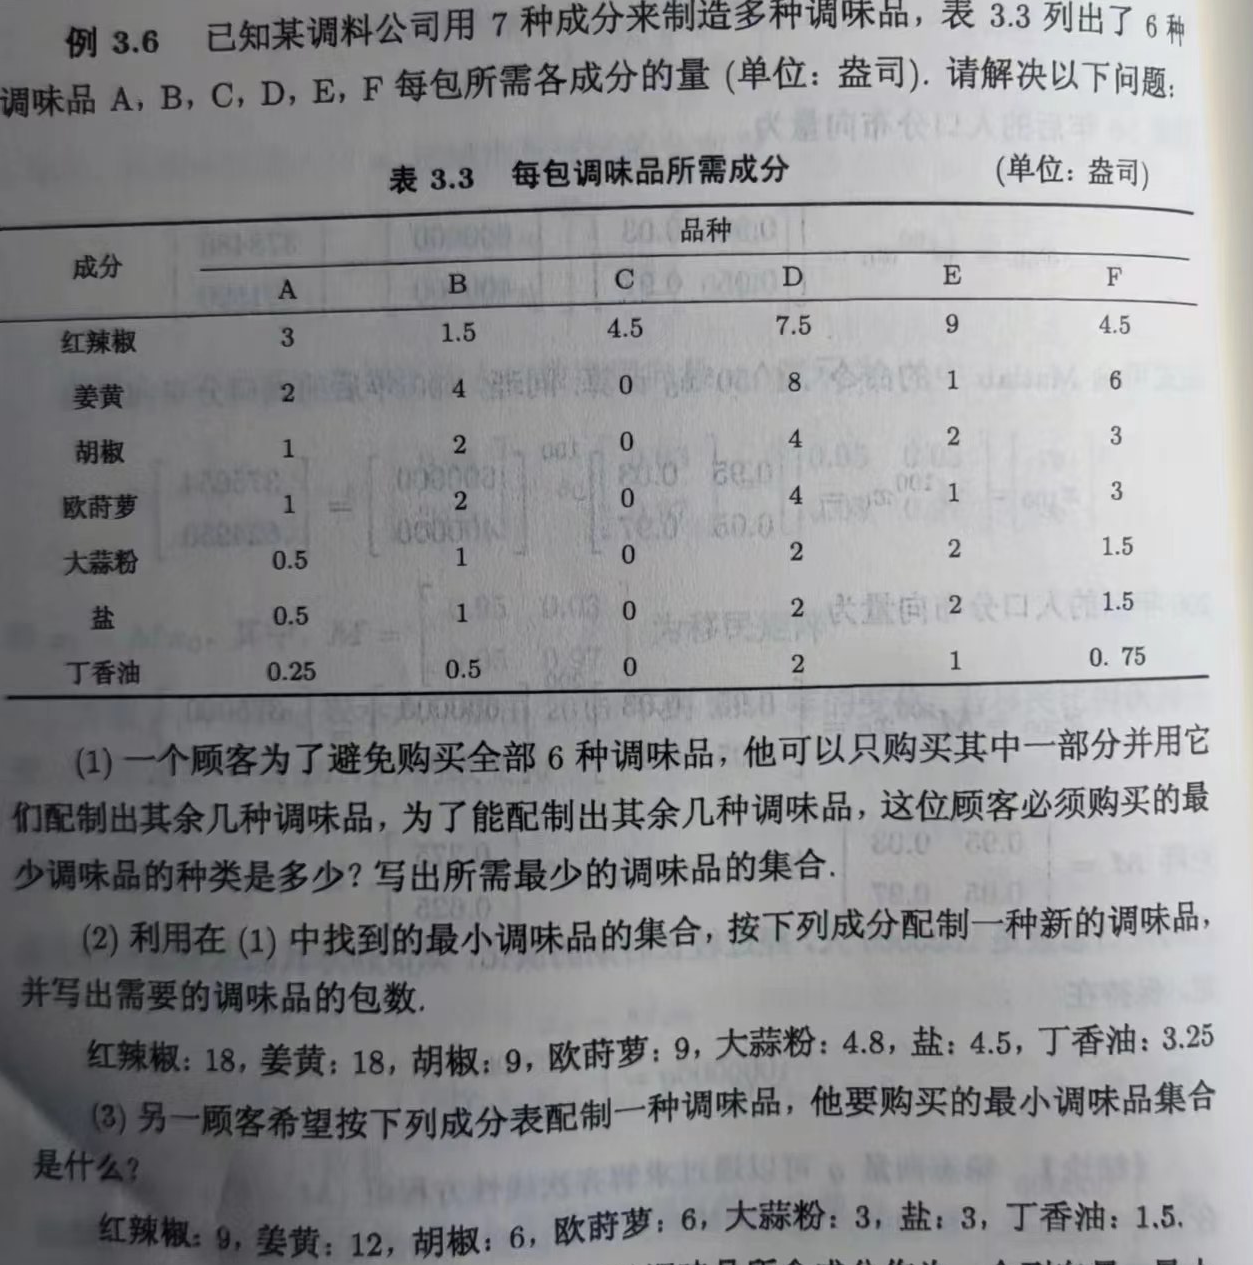 例 3.6 已知某调料公司用 7 种成分来制造多种调味品, 表 3.3 列出了 6 种
调味品 A, B, C, D, E, F 每包所需各成分的量 (单位: 盎司). 请解决以下问题:
表 3.3 每包调味品所需成分 (单位: 盎司)
成分 品种
A B C D E F
红辣椒 3 1.5 4.5 7.5 9 4.5
姜黄 2 4 0 8 1 6
胡椒 1 2 0 4 2 3
欧莳萝 1 2 0 4 1 3
大蒜粉 0.5 1 0 2 2 1.5
盐 0.5 1 0 2 2 1.5
丁香油 0.25 0.5 0 2 1 0. 75
(1) 一个顾客为了避免购买全部 6 种调味品, 他可以只购买其中一部分并用它
们配制出其余几种调味品, 为了能配制出其余几种调味品, 这位顾客必须购买的最
少调味品的种类是多少? 写出所需最少的调味品的集合.
(2) 利用在 (1) 中找到的最小调味品的集合, 按下列成分配制一种新的调味品,
并写出需要的调味品的包数.
红辣椒: 18, 姜黄: 18, 胡椒: 9, 欧莳萝: 9, 大蒜粉: 4.8, 盐: 4.5, 丁香油: 3.25
(3) 另一顾客希望按下列成分表配制一种调味品, 他要购买的最小调味品集合
是什么?
红辣椒: 9, 姜黄: 12, 胡椒: 6, 欧莳萝: 6, 大蒜粉: 3, 盐: 3, 丁香油: 1.5.